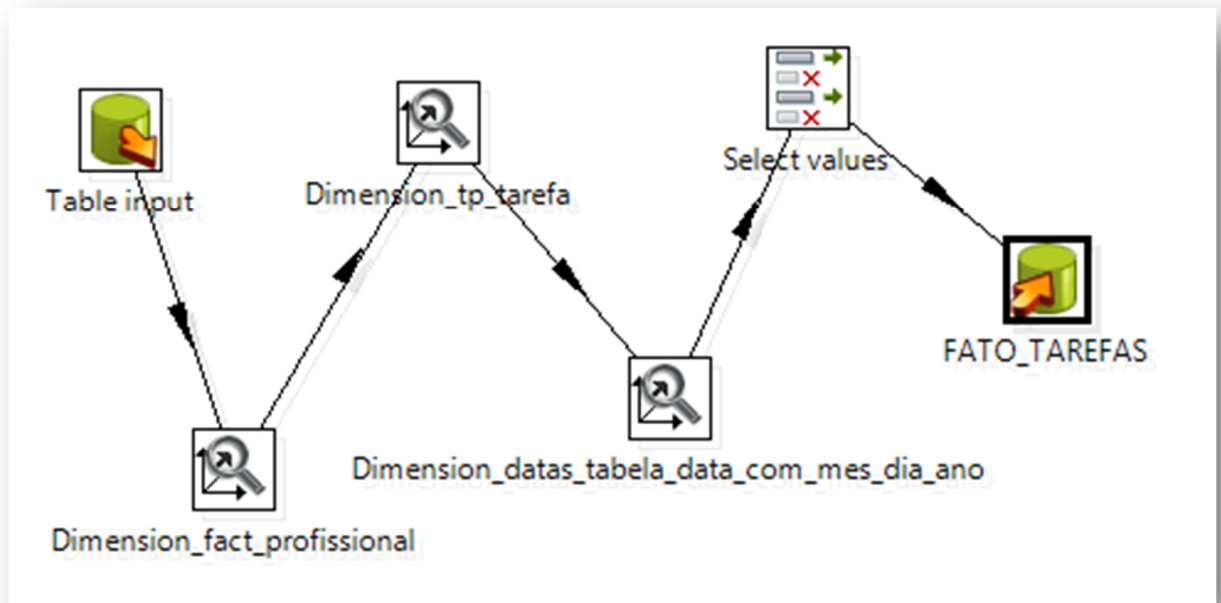 Table input
Dimension_fact_profissional
Dimension_tp_tarefa
Dimension_datas_tabela_data_com_mes_dia_ano
Select values
FATO_TAREFAS